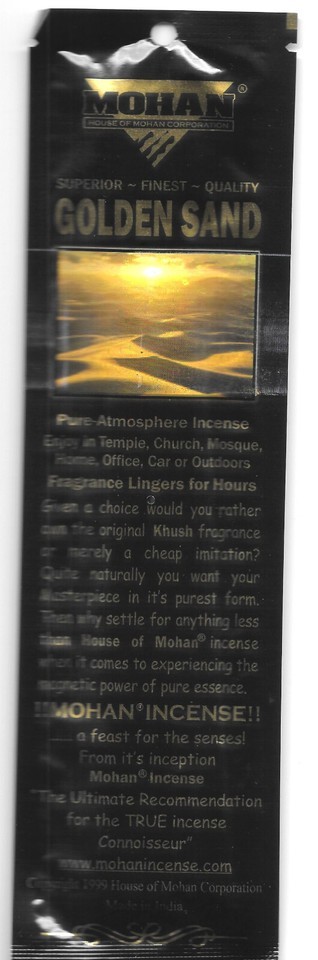 MOHAN®
HOUSE OF MOHAN CORPORATION
SUPERIOR ~ FINEST ~ QUALITY
GOLDEN SAND
Pure-Atmosphere Incense
Enjoy in Temple, Church, Mosque,
Home, Office, Car or Outdoors
Fragrance Lingers for Hours
Given a choice would you rather
own the original Khush fragrance
or merely a cheap imitation?
Quite naturally you want your
Masterpiece in it's purest form.
Then why settle for anything less
than House of Mohan® incense
when it comes to experiencing the
magnetic power of pure essence.
!!MOHAN® INCENSE!!
a feast for the senses!
From it's inception
Mohan® Incense
"The Ultimate Recommendation
for the TRUE incense
Connoisseur"
www.mohanincense.com
Copyright 1999 House of Mohan Corporation
Made in India